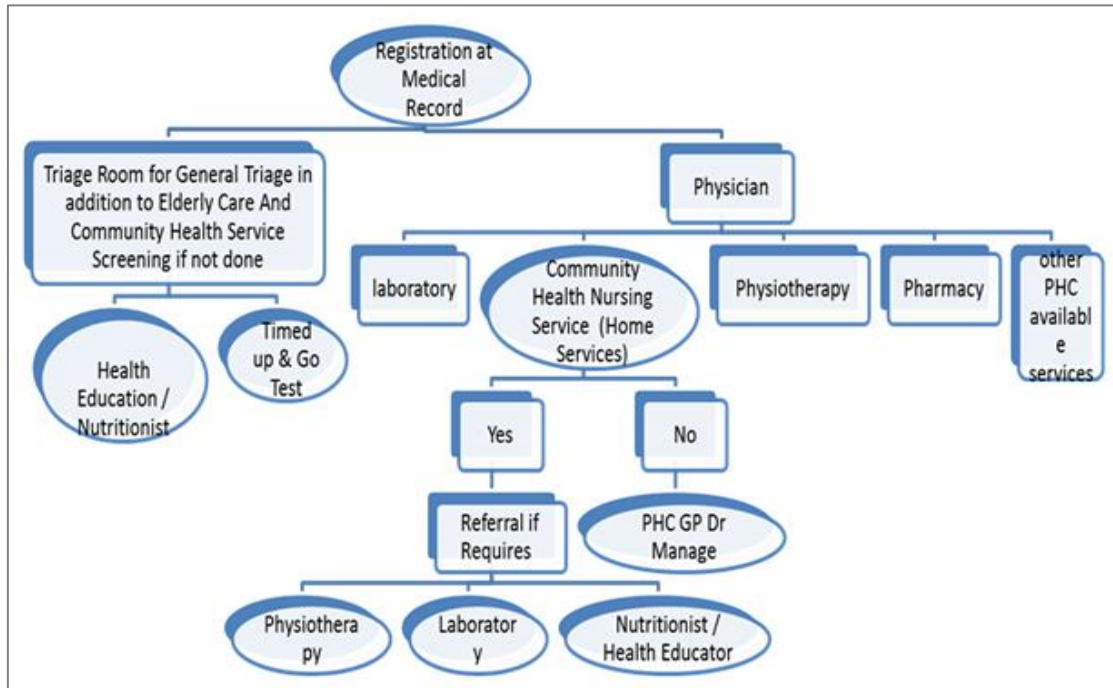 Registration at
Medical
Record
Triage Room for General Triage in
addition to Elderly Care And
Community Health Service
Screening if not done
Physician
Health
Education /
Nutritionist
Timed
up & Go
Test
laboratory
Community
Health Nursing
Service (Home
Services)
Physiotherapy
Pharmacy
other
PHC
availabl
e
services
Yes
No
Referral if
Requires
PHC GP Dr
Manage
Physiothera
py
Laborator
y
Nutritionist /
Health Educator